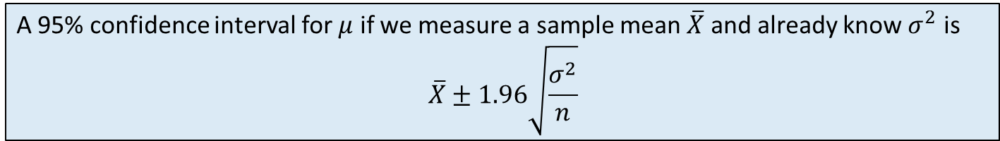 A 95% confidence interval for 𝜇 if we measure a sample mean X̄ and already know σ² is
X̄ ± 1.96 √(σ²/n)